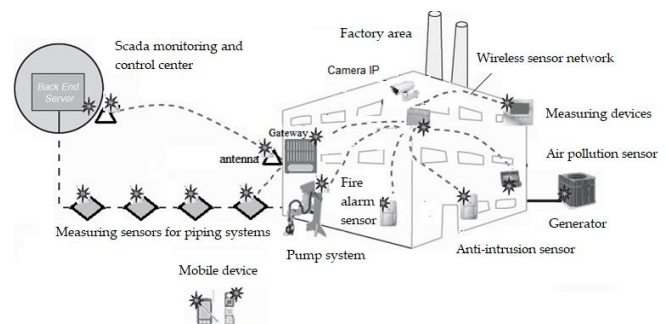 Factory area
Scada monitoring and
control center
Wireless sensor network
Camera IP
Back End
Server
Measuring devices
Gateway
antenna
Air pollution sensor
Fire
alarm
sensor
Generator
Measuring sensors for piping systems
Pump system
Anti-intrusion sensor
Mobile device